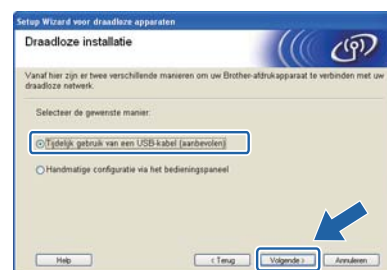 Setup Wizard voor draadloze apparaten
Draadloze installatie
Vanaf hier zijn er twee verschillende manieren om uw Brother-afdrukapparaat te verbinden met uw
draadloze netwerk.
Selecteer de gewenste manier:
Tijdelijk gebruik van een USB-kabel (aanbevolen)
Handmatige configuratie via het bedieningspaneel
Help
< Terug
Volgende >
Annuleren